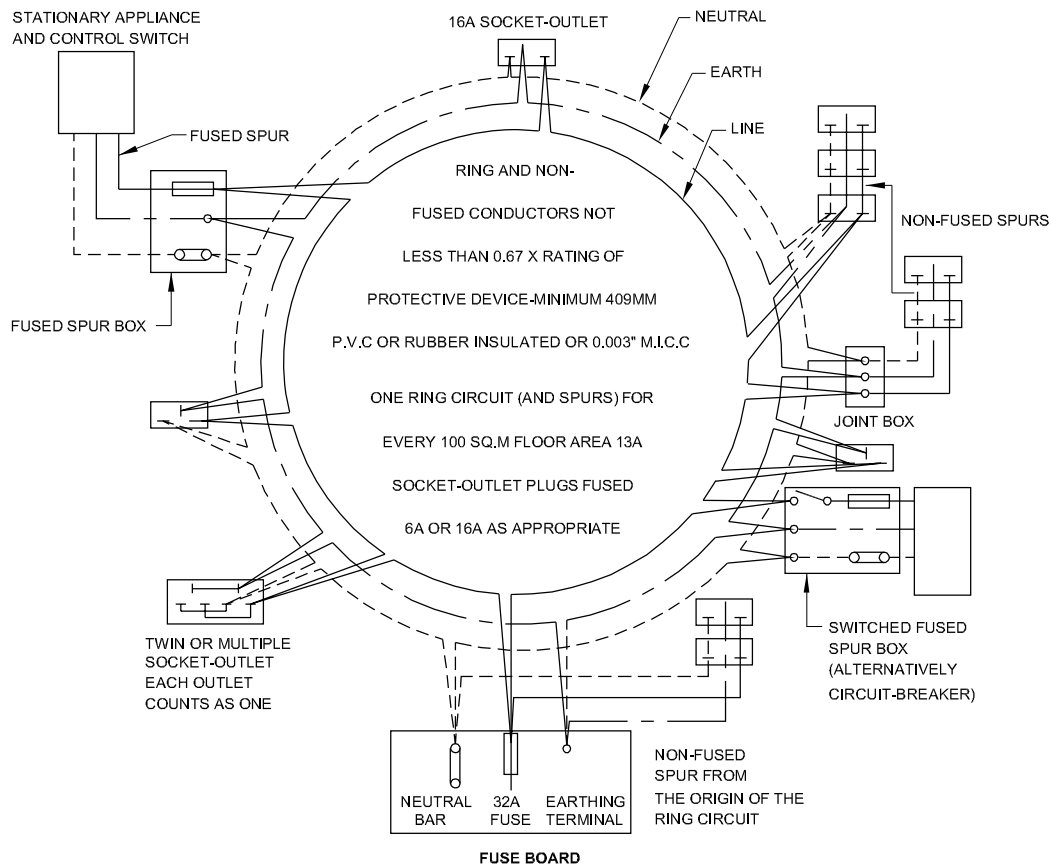 STATIONARY APPLIANCE
AND CONTROL SWITCH
16A SOCKET-OUTLET
NEUTRAL
EARTH
LINE
FUSED SPUR
NON-FUSED SPURS
FUSED SPUR BOX
RING AND NON-
FUSED CONDUCTORS NOT
LESS THAN 0.67 X RATING OF
PROTECTIVE DEVICE-MINIMUM 409MM
P.V.C OR RUBBER INSULATED OR 0.003" M.I.C.C
ONE RING CIRCUIT (AND SPURS) FOR
EVERY 100 SQ.M FLOOR AREA 13A
SOCKET-OUTLET PLUGS FUSED
6A OR 16A AS APPROPRIATE
JOINT BOX
TWIN OR MULTIPLE
SOCKET-OUTLET
EACH OUTLET
COUNTS AS ONE
SWITCHED FUSED
SPUR BOX
(ALTERNATIVELY
CIRCUIT-BREAKER)
NON-FUSED
SPUR FROM
THE ORIGIN OF THE
RING CIRCUIT
NEUTRAL
BAR
32A
FUSE
EARTHING
TERMINAL
FUSE BOARD